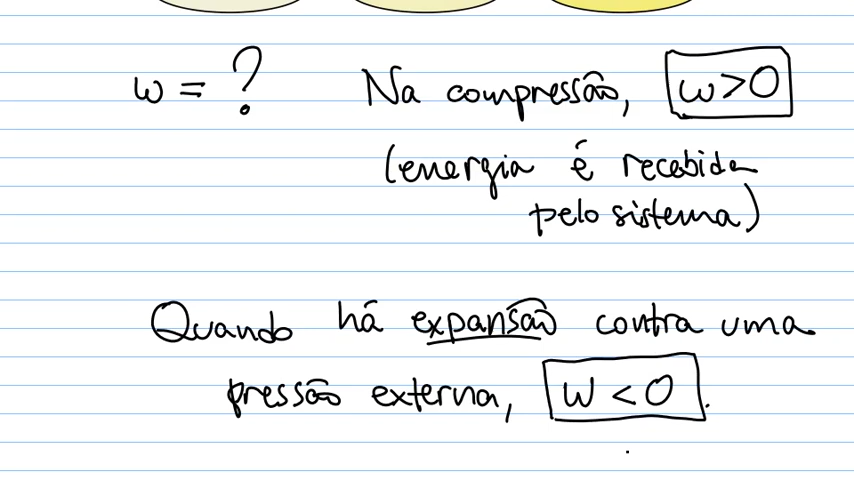 w = ? Na compressão, w>0
(energia é recebida
pelo sistema)
Quando há expansão contra uma
pressão externa, w < 0.